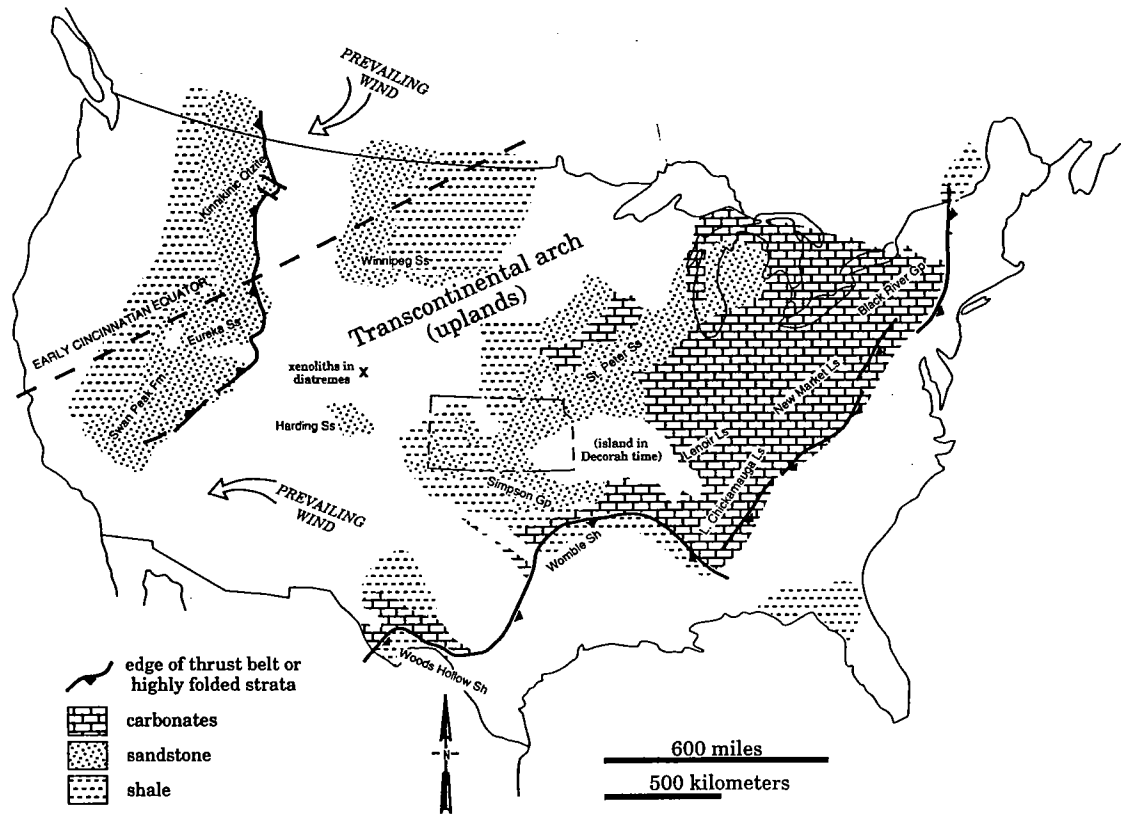 PREVAILING
WIND
Kinnikinic Qtzite
Winnipeg Ss
Transcontinental arch
(uplands)
Black River Gp
EARLY CINCINNATIAN EQUATOR
Eureka Ss
xenoliths in
diatremes
x
St. Peter Ss
New Market Ls
Swan Peak Fm
Harding Ss
(island in
Decorah time)
Lenoir Ls
L. Chickamauga Ls
Simpson Gp
PREVAILING
WIND
Womble Sh
Woods Hollow Sh
edge of thrust belt or
highly folded strata
carbonates
sandstone
shale
N
600 miles
500 kilometers